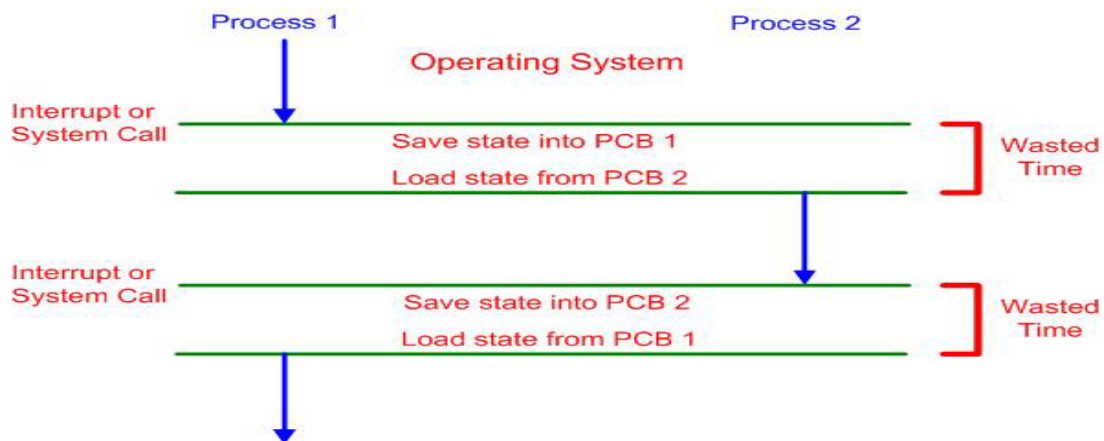 Process 1
Process 2
Operating System
Interrupt or
System Call
Save state into PCB 1
Load state from PCB 2
Wasted
Time
Interrupt or
System Call
Save state into PCB 2
Load state from PCB 1
Wasted
Time